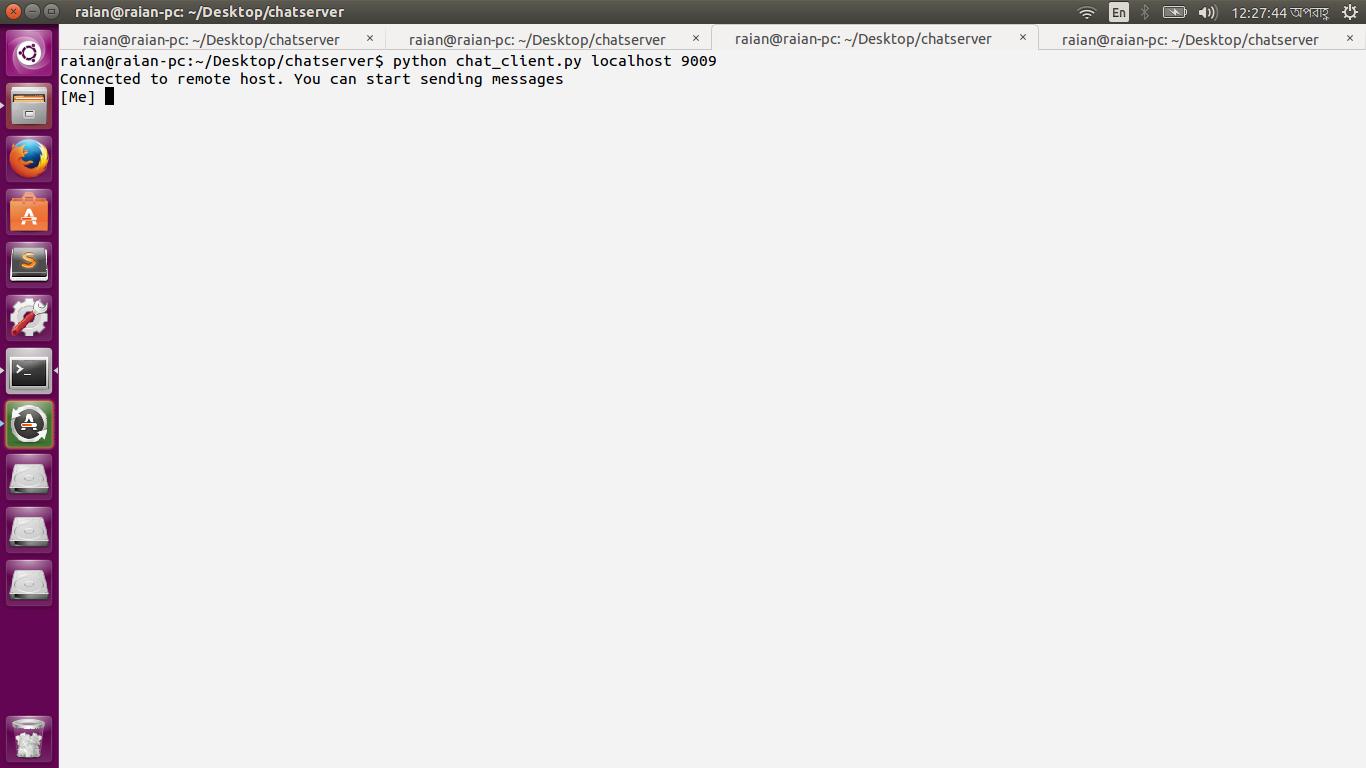 raian@raian-pc: ~/Desktop/chatserver
En
12:27:44 অপরাহ্ণ
raian@raian-pc: ~/Desktop/chatserver × raian@raian-pc: ~/Desktop/chatserver × raian@raian-pc: ~/Desktop/chatserver × raian@raian-pc: ~/Desktop/chatserver ×
raian@raian-pc:~/Desktop/chatserver$ python chat_client.py localhost 9009
Connected to remote host. You can start sending messages
[Me]